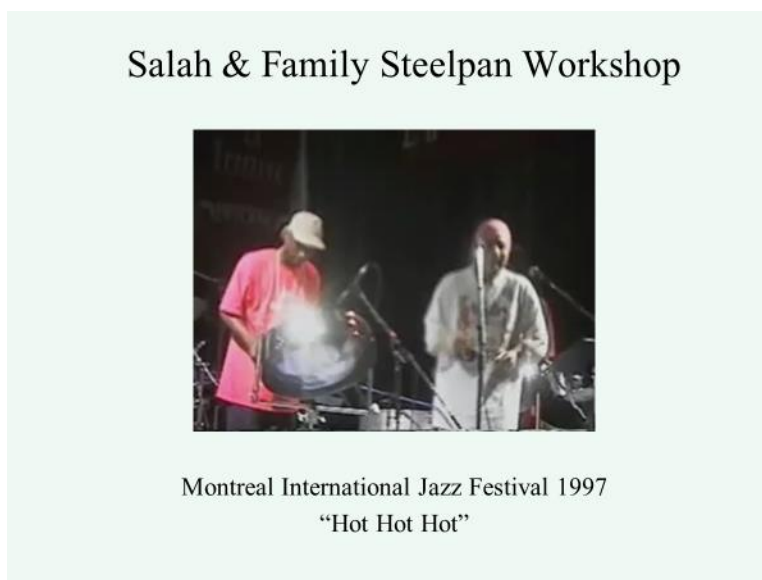 Salah & Family Steelpan Workshop
Montreal International Jazz Festival 1997
“Hot Hot Hot”